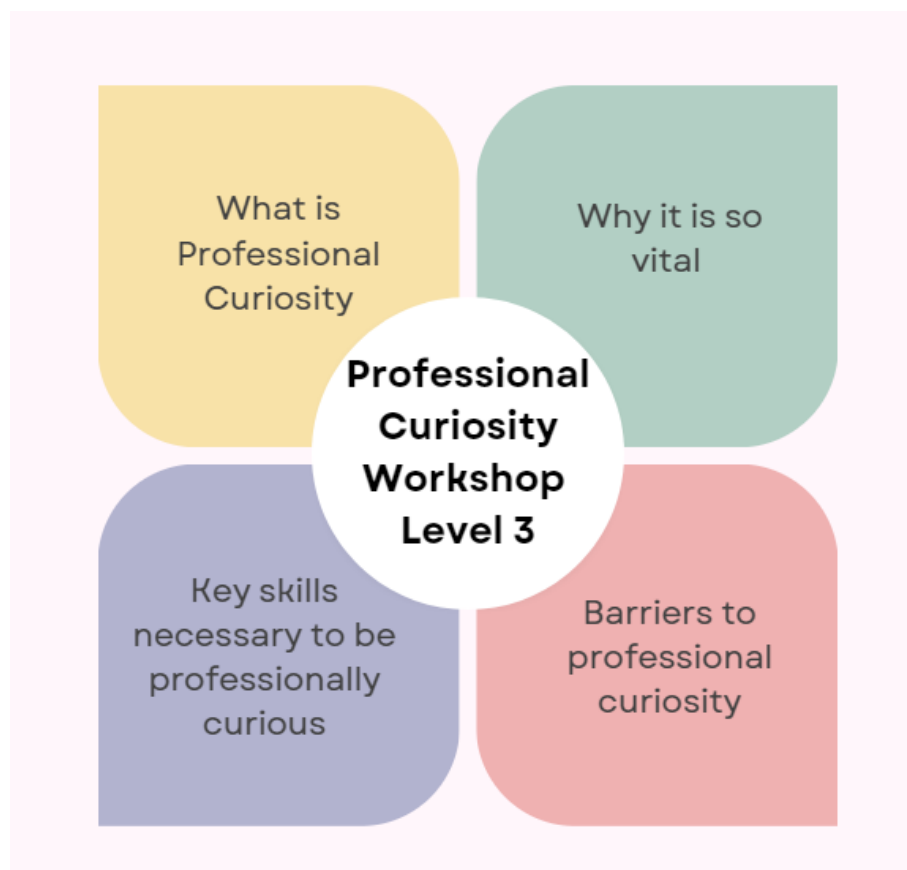 What is
Professional
Curiosity
Why it is so
vital
Professional
Curiosity
Workshop
Level 3
Key skills
necessary to be
professionally
curious
Barriers to
professional
curiosity